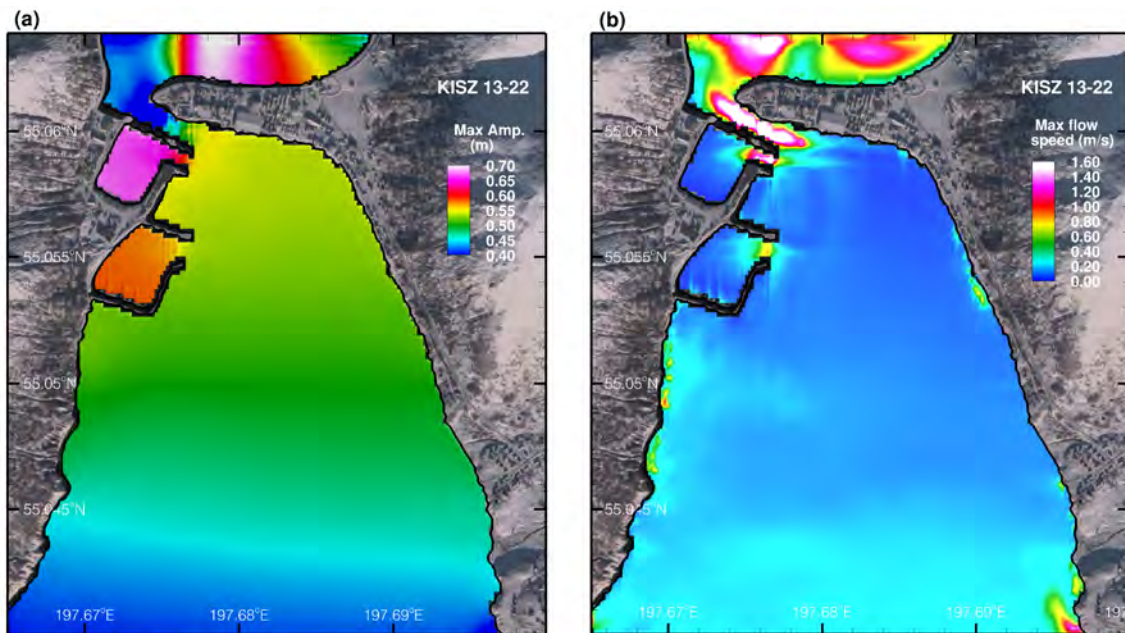 (a)
KISZ 13-22
Max Amp.
(m)
0.70
0.65
0.60
0.55
0.50
0.45
0.40
55.06°N
55.055°N
55.05°N
55.045°N
197.67°E
197.68°E
197.69°E
(b)
KISZ 13-22
Max flow
speed (m/s)
1.60
1.40
1.20
1.00
0.80
0.60
0.40
0.20
0.00
55.06°N
55.055°N
55.05°N
55.045°N
197.67°E
197.68°E
197.69°E